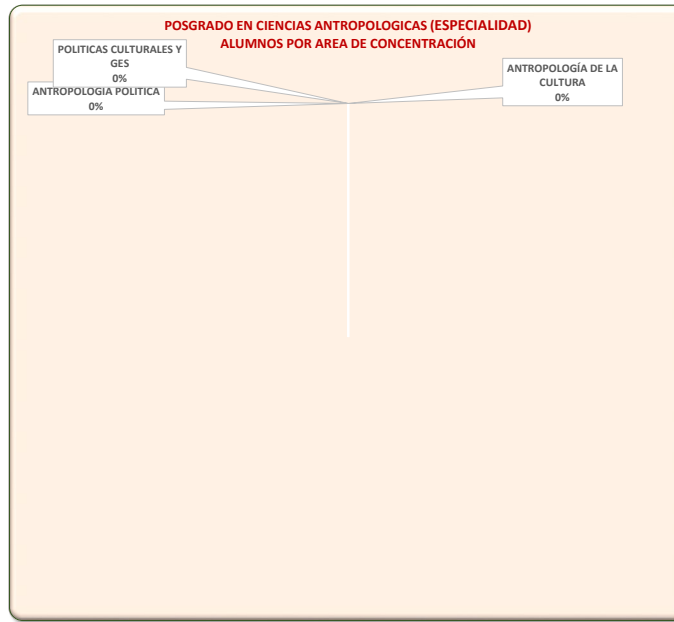 POSGRADO EN CIENCIAS ANTROPOLOGICAS (ESPECIALIDAD)
ALUMNOS POR AREA DE CONCENTRACIÓN
POLITICAS CULTURALES Y
GES
0%
ANTROPOLOGIA POLITICA
0%
ANTROPOLOGÍA DE LA
CULTURA
0%